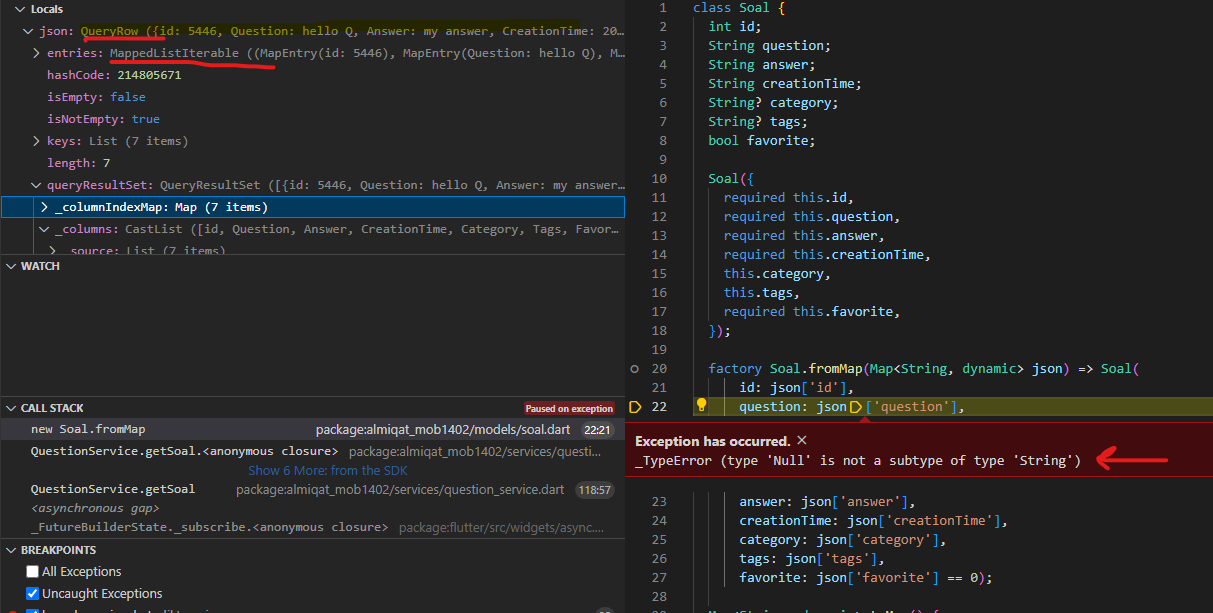 Locals
json: QueryRow ({id: 5446, Question: hello Q, Answer: my answer, CreationTime: 20…
entries: MappedListIterable ((MapEntry(id: 5446), MapEntry(Question: hello Q), M…
hashCode: 214805671
isEmpty: false
isNotEmpty: true
keys: List (7 items)
length: 7
queryResultSet: QueryResultSet ([{id: 5446, Question: hello Q, Answer: my answer…
_columnIndexMap: Map (7 items)
_columns: CastList ([id, Question, Answer, CreationTime, Category, Tags, Favor…
_source: List (7 items)
WATCH
CALL STACK
Paused on exception
new Soal.fromMap package:almiqat_mob1402/models/soal.dart 22:21
QuestionService.getSoal.<anonymous closure> package:almiqat_mob1402/services/questi…
Show 6 More: from the SDK
QuestionService.getSoal package:almiqat_mob1402/services/question_service.dart 118:57
<asynchronous gap>
_FutureBuilderState._subscribe.<anonymous closure> package:flutter/src/widgets/async.…
BREAKPOINTS
All Exceptions
Uncaught Exceptions
1 class Soal {
2 int id;
3 String question;
4 String answer;
5 String creationTime;
6 String? category;
7 String? tags;
8 bool favorite;
9
10 Soal({
11 required this.id,
12 required this.question,
13 required this.answer,
14 required this.creationTime,
15 this.category,
16 this.tags,
17 required this.favorite,
18 });
19
20 factory Soal.fromMap(Map<String, dynamic> json) => Soal(
21 id: json['id'],
22 question: json['question'],
Exception has occurred.
_TypeError (type 'Null' is not a subtype of type 'String')
23 answer: json['answer'],
24 creationTime: json['creationTime'],
25 category: json['category'],
26 tags: json['tags'],
27 favorite: json['favorite'] == 0);
28